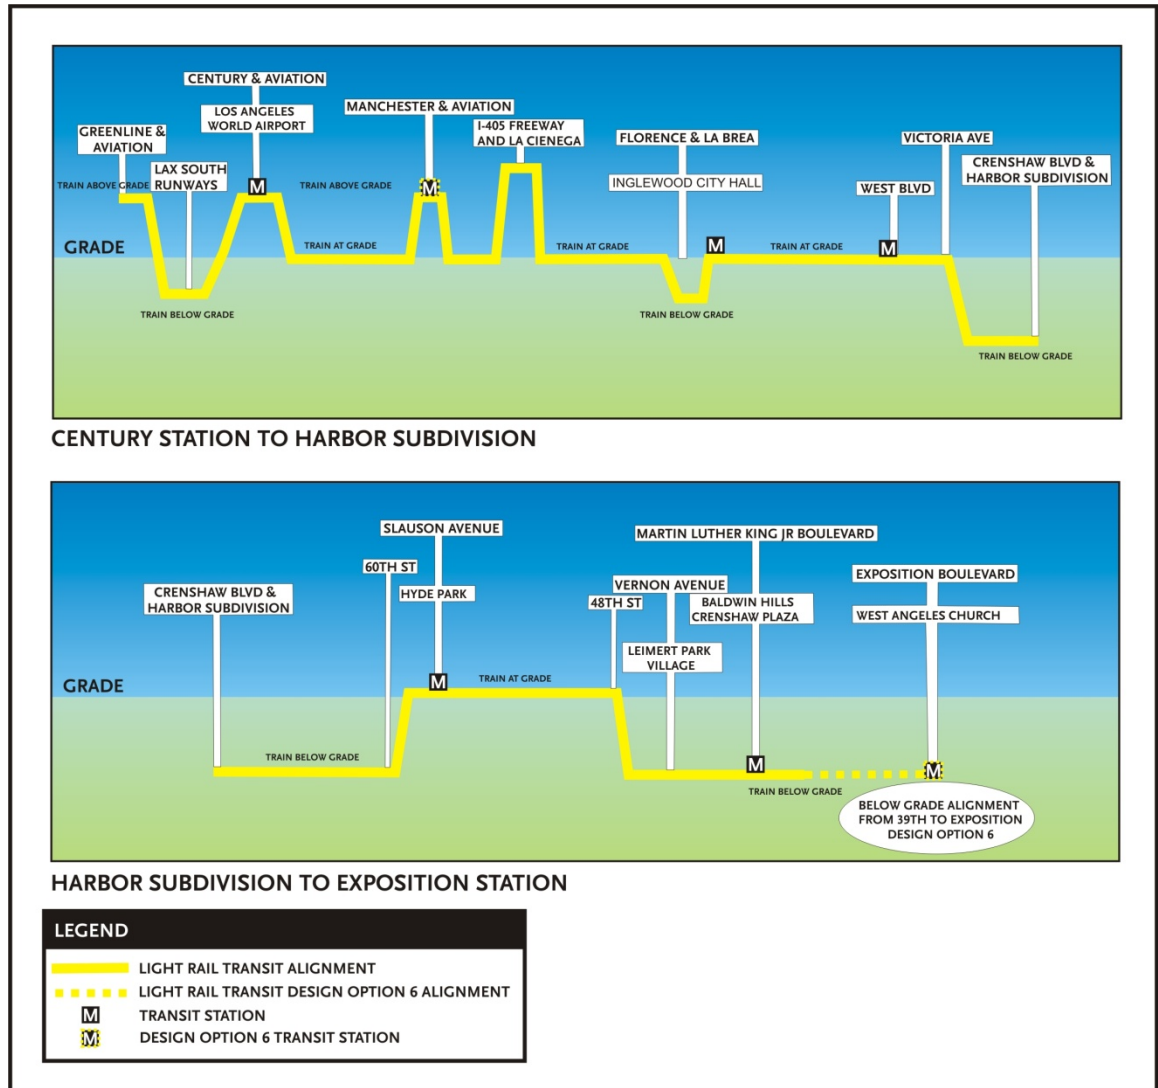 CENTURY & AVIATION
LOS ANGELES
WORLD AIRPORT
MANCHESTER & AVIATION
I-405 FREEWAY
AND LA CIENEGA
GREENLINE &
AVIATION
FLORENCE & LA BREA
VICTORIA AVE
CRENSHAW BLVD &
HARBOR SUBDIVISION
LAX SOUTH
RUNWAYS
INGLEWOOD CITY HALL
WEST BLVD
TRAIN ABOVE GRADE
M
TRAIN ABOVE GRADE
M
GRADE
TRAIN AT GRADE
TRAIN AT GRADE
M
TRAIN AT GRADE
M
TRAIN BELOW GRADE
TRAIN BELOW GRADE
TRAIN BELOW GRADE
CENTURY STATION TO HARBOR SUBDIVISION
SLAUSON AVENUE
MARTIN LUTHER KING JR BOULEVARD
60TH ST
EXPOSITION BOULEVARD
CRENSHAW BLVD &
HARBOR SUBDIVISION
HYDE PARK
VERNON AVENUE
48TH ST
BALDWIN HILLS
CRENSHAW PLAZA
WEST ANGELES CHURCH
LEIMERT PARK
VILLAGE
GRADE
M
TRAIN AT GRADE
TRAIN BELOW GRADE
M
M
TRAIN BELOW GRADE
BELOW GRADE ALIGNMENT
FROM 39TH TO EXPOSITION
DESIGN OPTION 6
HARBOR SUBDIVISION TO EXPOSITION STATION
LEGEND
LIGHT RAIL TRANSIT ALIGNMENT
LIGHT RAIL TRANSIT DESIGN OPTION 6 ALIGNMENT
M TRANSIT STATION
M DESIGN OPTION 6 TRANSIT STATION